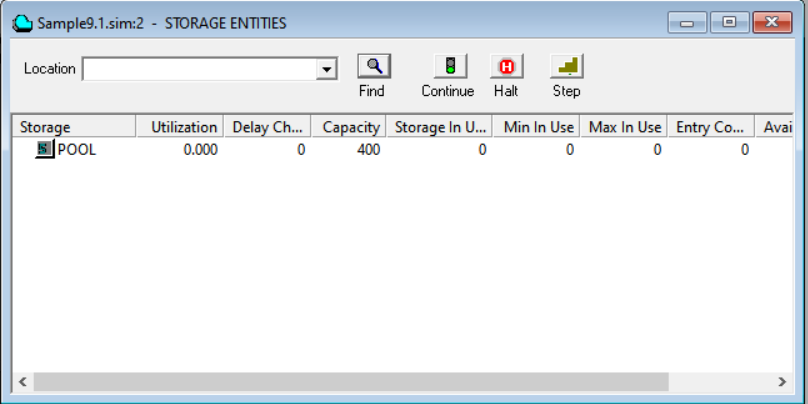 Sample9.1.sim:2 - STORAGE ENTITIES
Location
Find Continue Halt Step
Storage Utilization Delay Ch... Capacity Storage In U... Min In Use Max In Use Entry Co... Avai
POOL 0.000 0 400 0 0 0 0